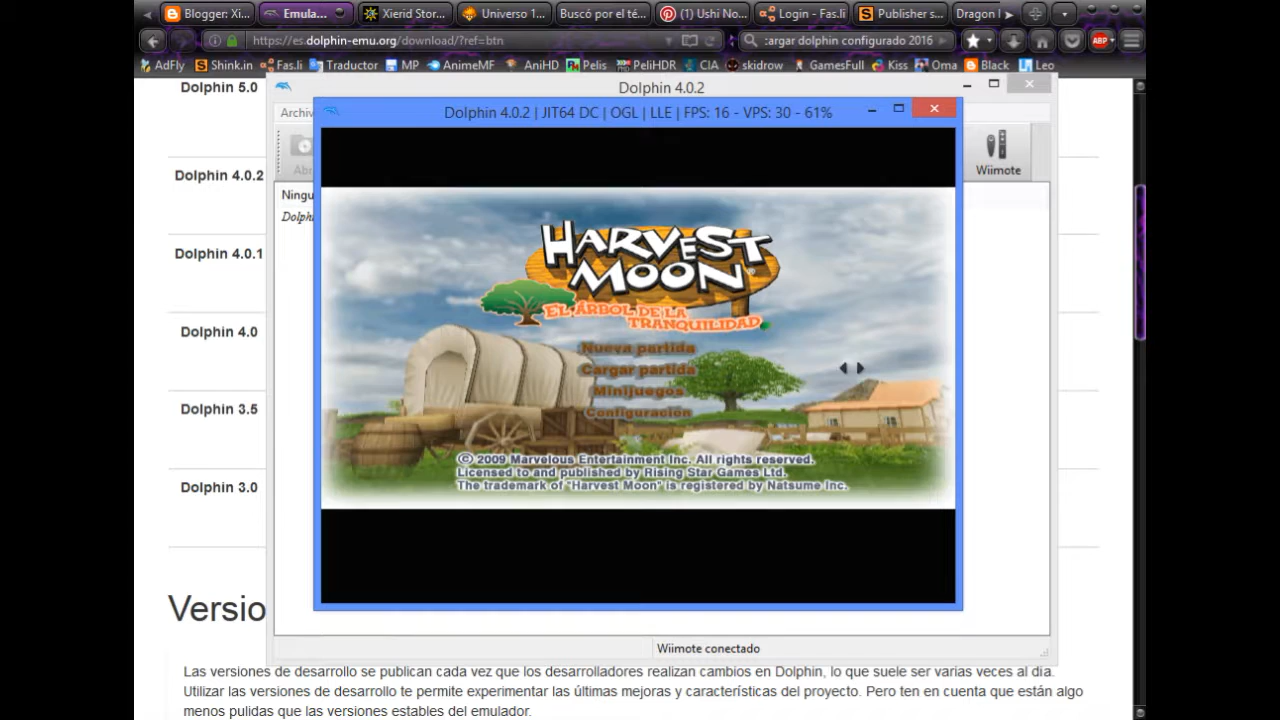 Blogger: Xi...
Emula...
Xierid Stor...
Universo 1...
Buscó por el té...
(1) Ushi No...
Login - Fas.li
Publisher s...
Dragon I
https://es.dolphin-emu.org/download/?ref=btn
:argar dolphin configurado 2016
ABP
AdFly
Shink.in
Fas.li
Traductor
MP
AnimeMF
AniHD
Pelis
PeliHDR
CIA
skidrow
GamesFull
Kiss
Oma
Black
Leo
Dolphin 5.0
Dolphin 4.0.2
Dolphin 4.0.1
Dolphin 4.0
Dolphin 3.5
Dolphin 3.0
Dolphin 4.0.2
Archiv
Dolphin 4.0.2 | JIT64 DC | OGL | LLE | FPS: 16 - VPS: 30 - 61%
Abr
Wiimote
Ningu
Dolph
HARVEST
MOON®
EL ÁRBOL DE LA
TRANQUILIDAD
Nueva partida
Cargar partida
Minijuegos
Configuración
© 2009 Marvelous Entertainment Inc. All rights reserved.
Licensed to and published by Rising Star Games Ltd.
The trademark of "Harvest Moon" is registered by Natsume Inc.
Wiimote conectado
Versio
Las versiones de desarrollo se publican cada vez que los desarrolladores realizan cambios en Dolphin, lo que suele ser varias veces al día.
Utilizar las versiones de desarrollo te permite experimentar las últimas mejoras y características del proyecto. Pero ten en cuenta que están algo
menos pulidas que las versiones estables del emulador.